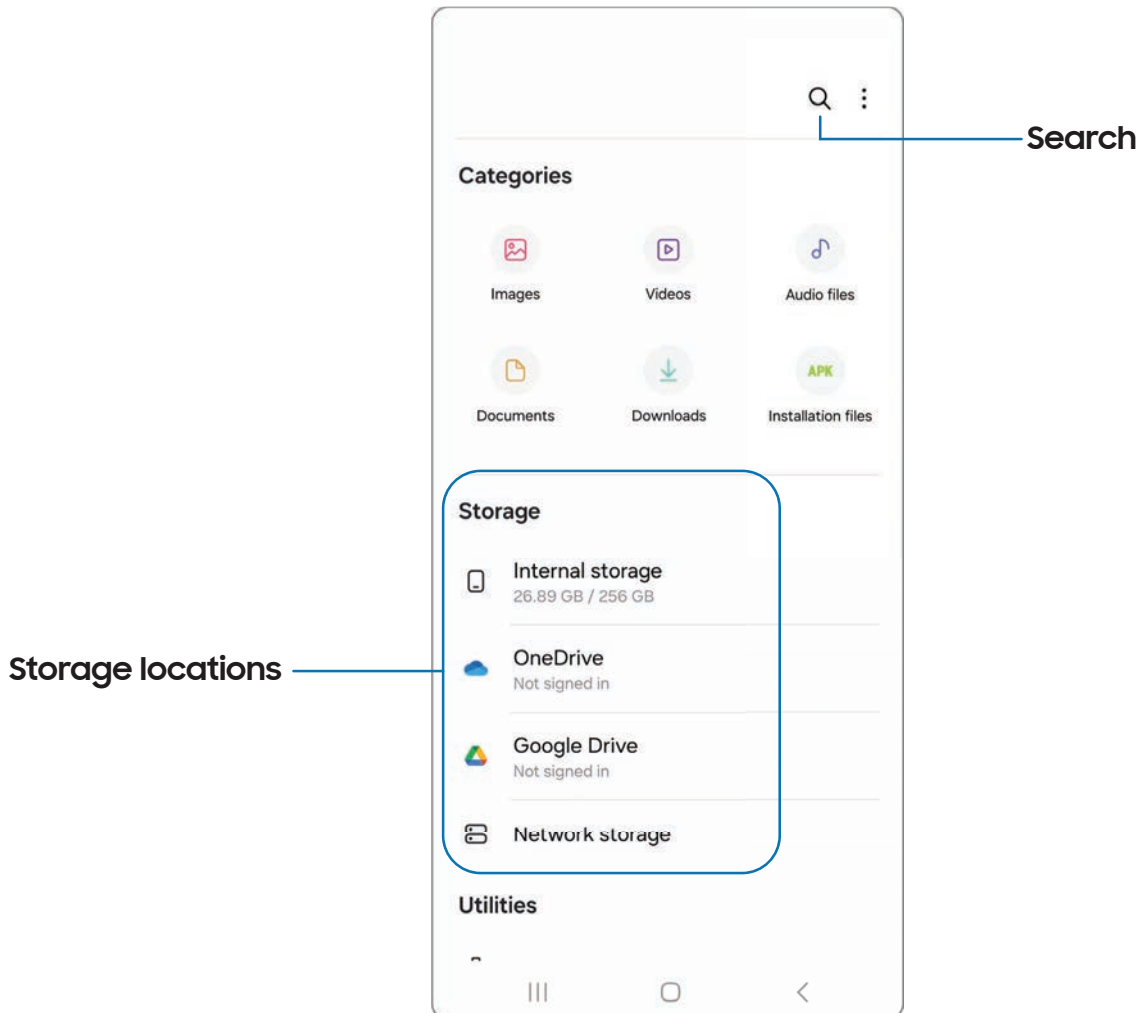 Search
Categories
Images Videos Audio files
APK
Documents Downloads Installation files
Storage
Internal storage
26.89 GB / 256 GB
Storage locations
OneDrive
Not signed in
Google Drive
Not signed in
Network storage
Utilities